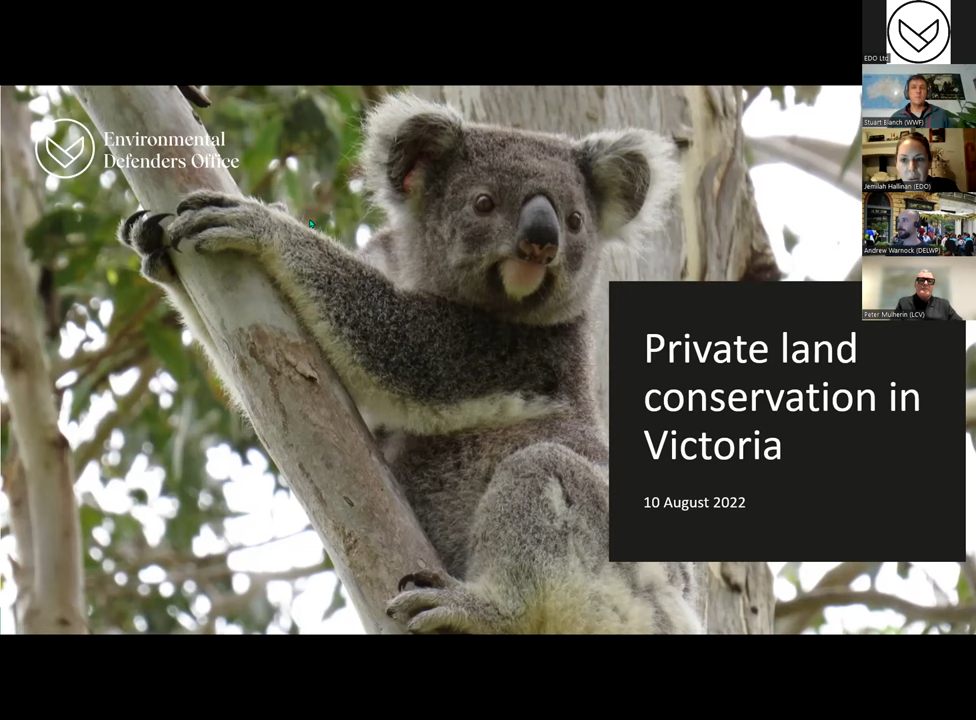 Environmental
Defenders Office
Private land
conservation in
Victoria
10 August 2022
EDO Ltd
Stuart Blanch (WWF)
Jemilah Hallinan (EDO)
Andrew Warnock (DELWP)
Peter Mulherin (LCV)